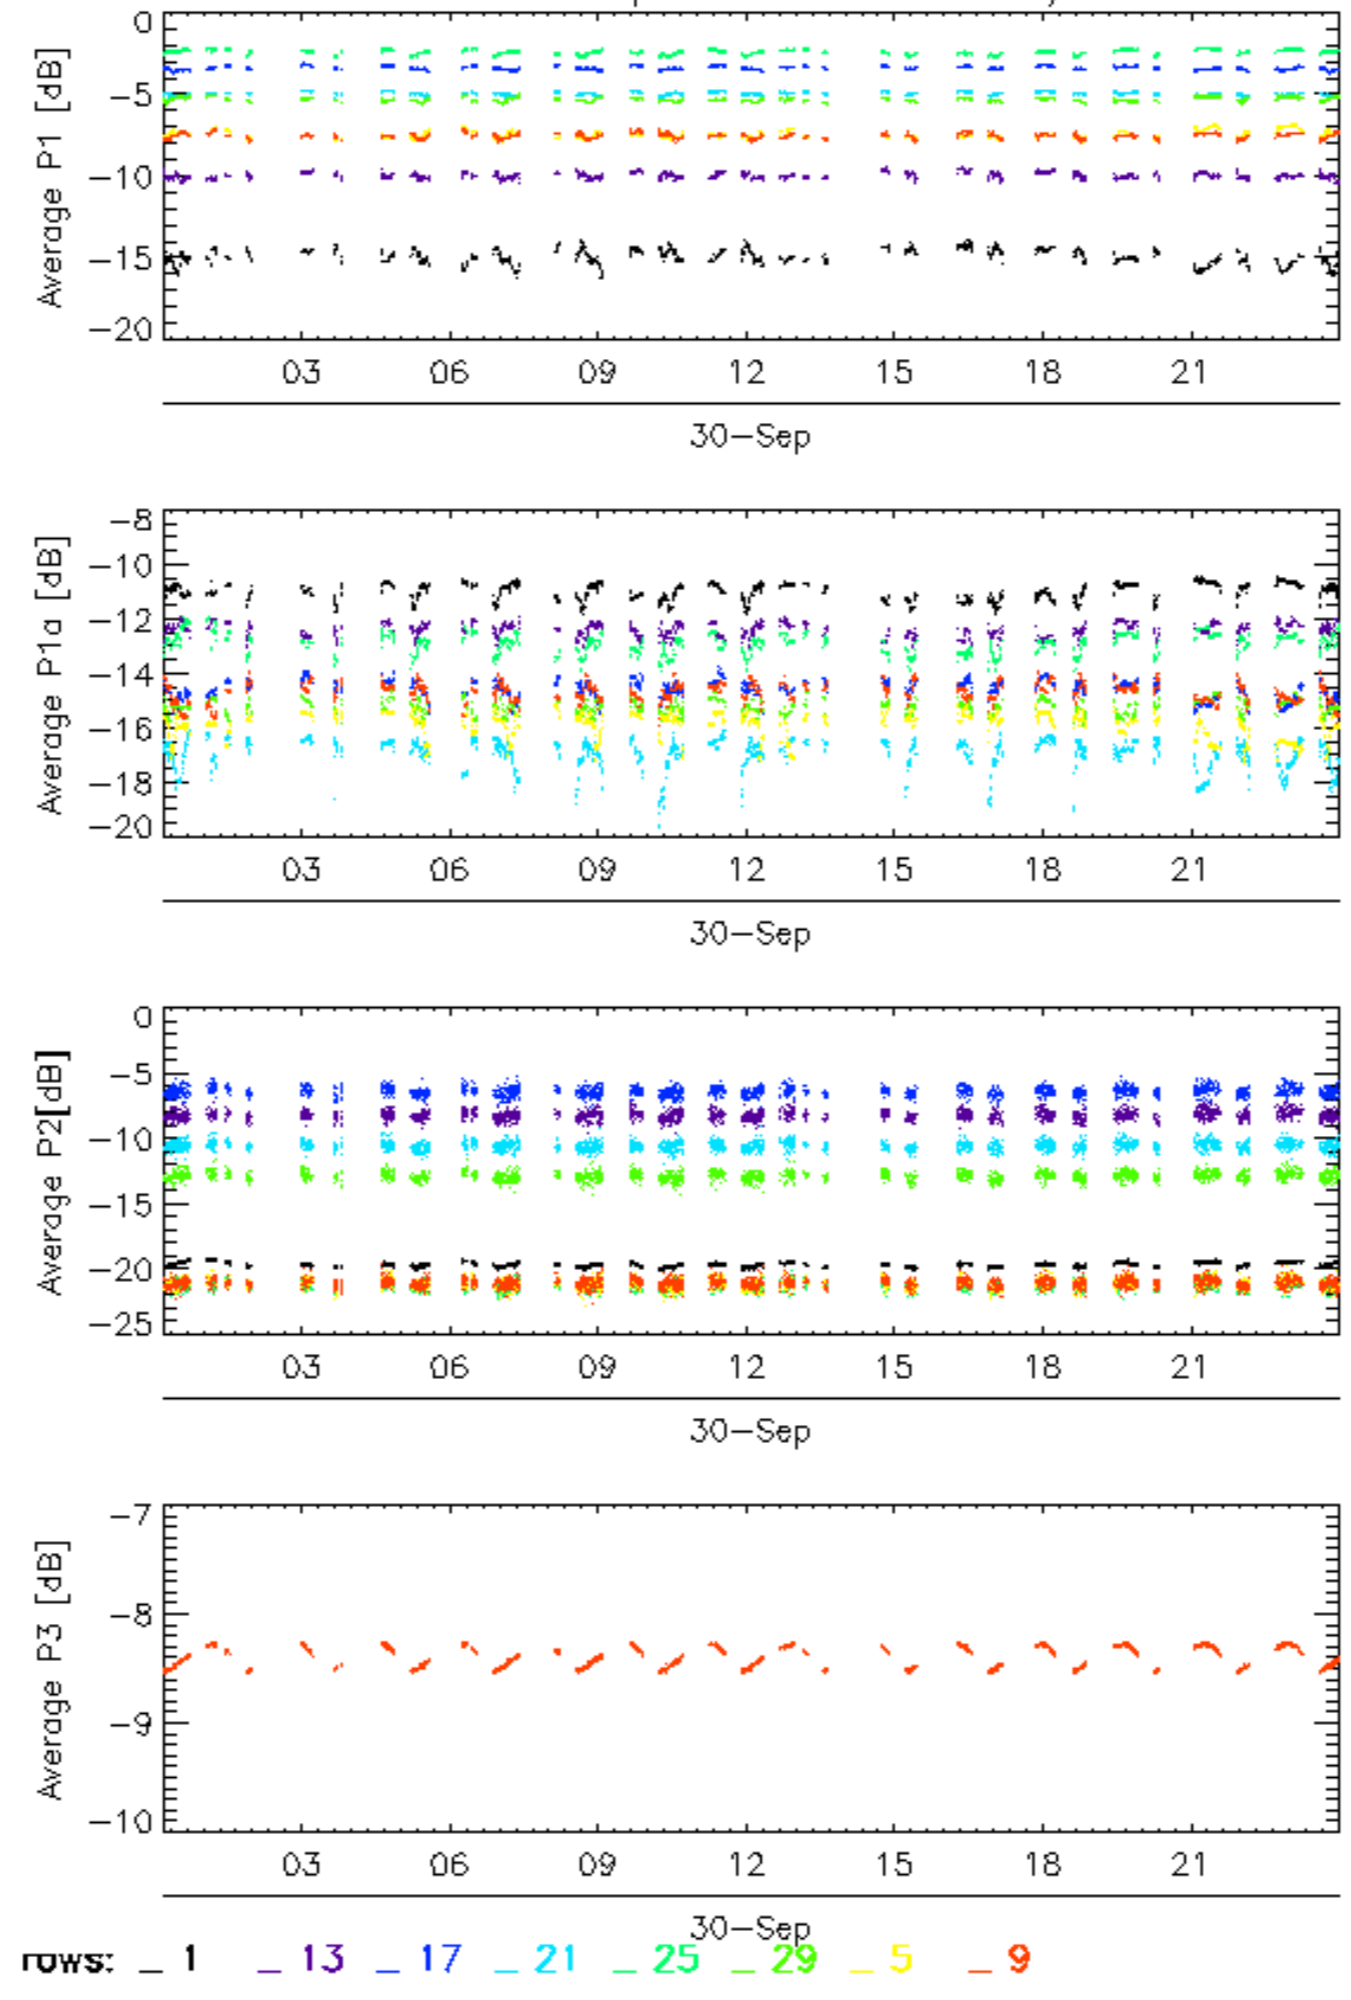 0
−5
−10
−15
−20
Average P1 [dB]
03 06 09 12 15 18 21
30−Sep
−8
−10
−12
−14
−16
−18
−20
Average P1a [dB]
03 06 09 12 15 18 21
30−Sep
0
−5
−10
−15
−20
−25
Average P2[dB]
03 06 09 12 15 18 21
30−Sep
−7
−8
−9
−10
Average P3 [dB]
03 06 09 12 15 18 21
30−Sep
rows: _ 1 _ 13 _ 17 _ 21 _ 25 _ 29 _ 5 _ 9